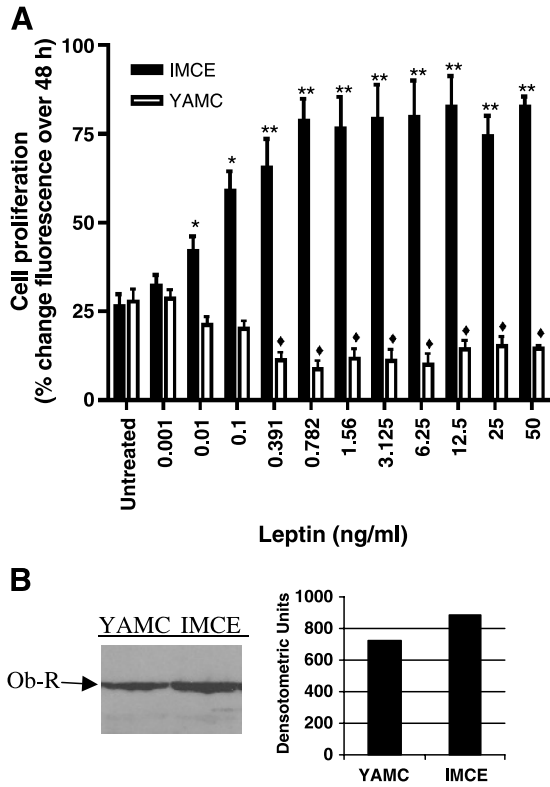 A
Cell proliferation
(% change fluorescence over 48 h)
100
75
50
25
0
IMCE
YAMC
* * ** ** ** ** ** ** ** **
♦ ♦ ♦ ♦ ♦ ♦ ♦ ♦
Untreated 0.001 0.01 0.1 0.391 0.782 1.56 3.125 6.25 12.5 25 50
Leptin (ng/ml)
B
YAMC IMCE
Ob-R
Densotometric Units
1000
800
600
400
200
0
YAMC IMCE